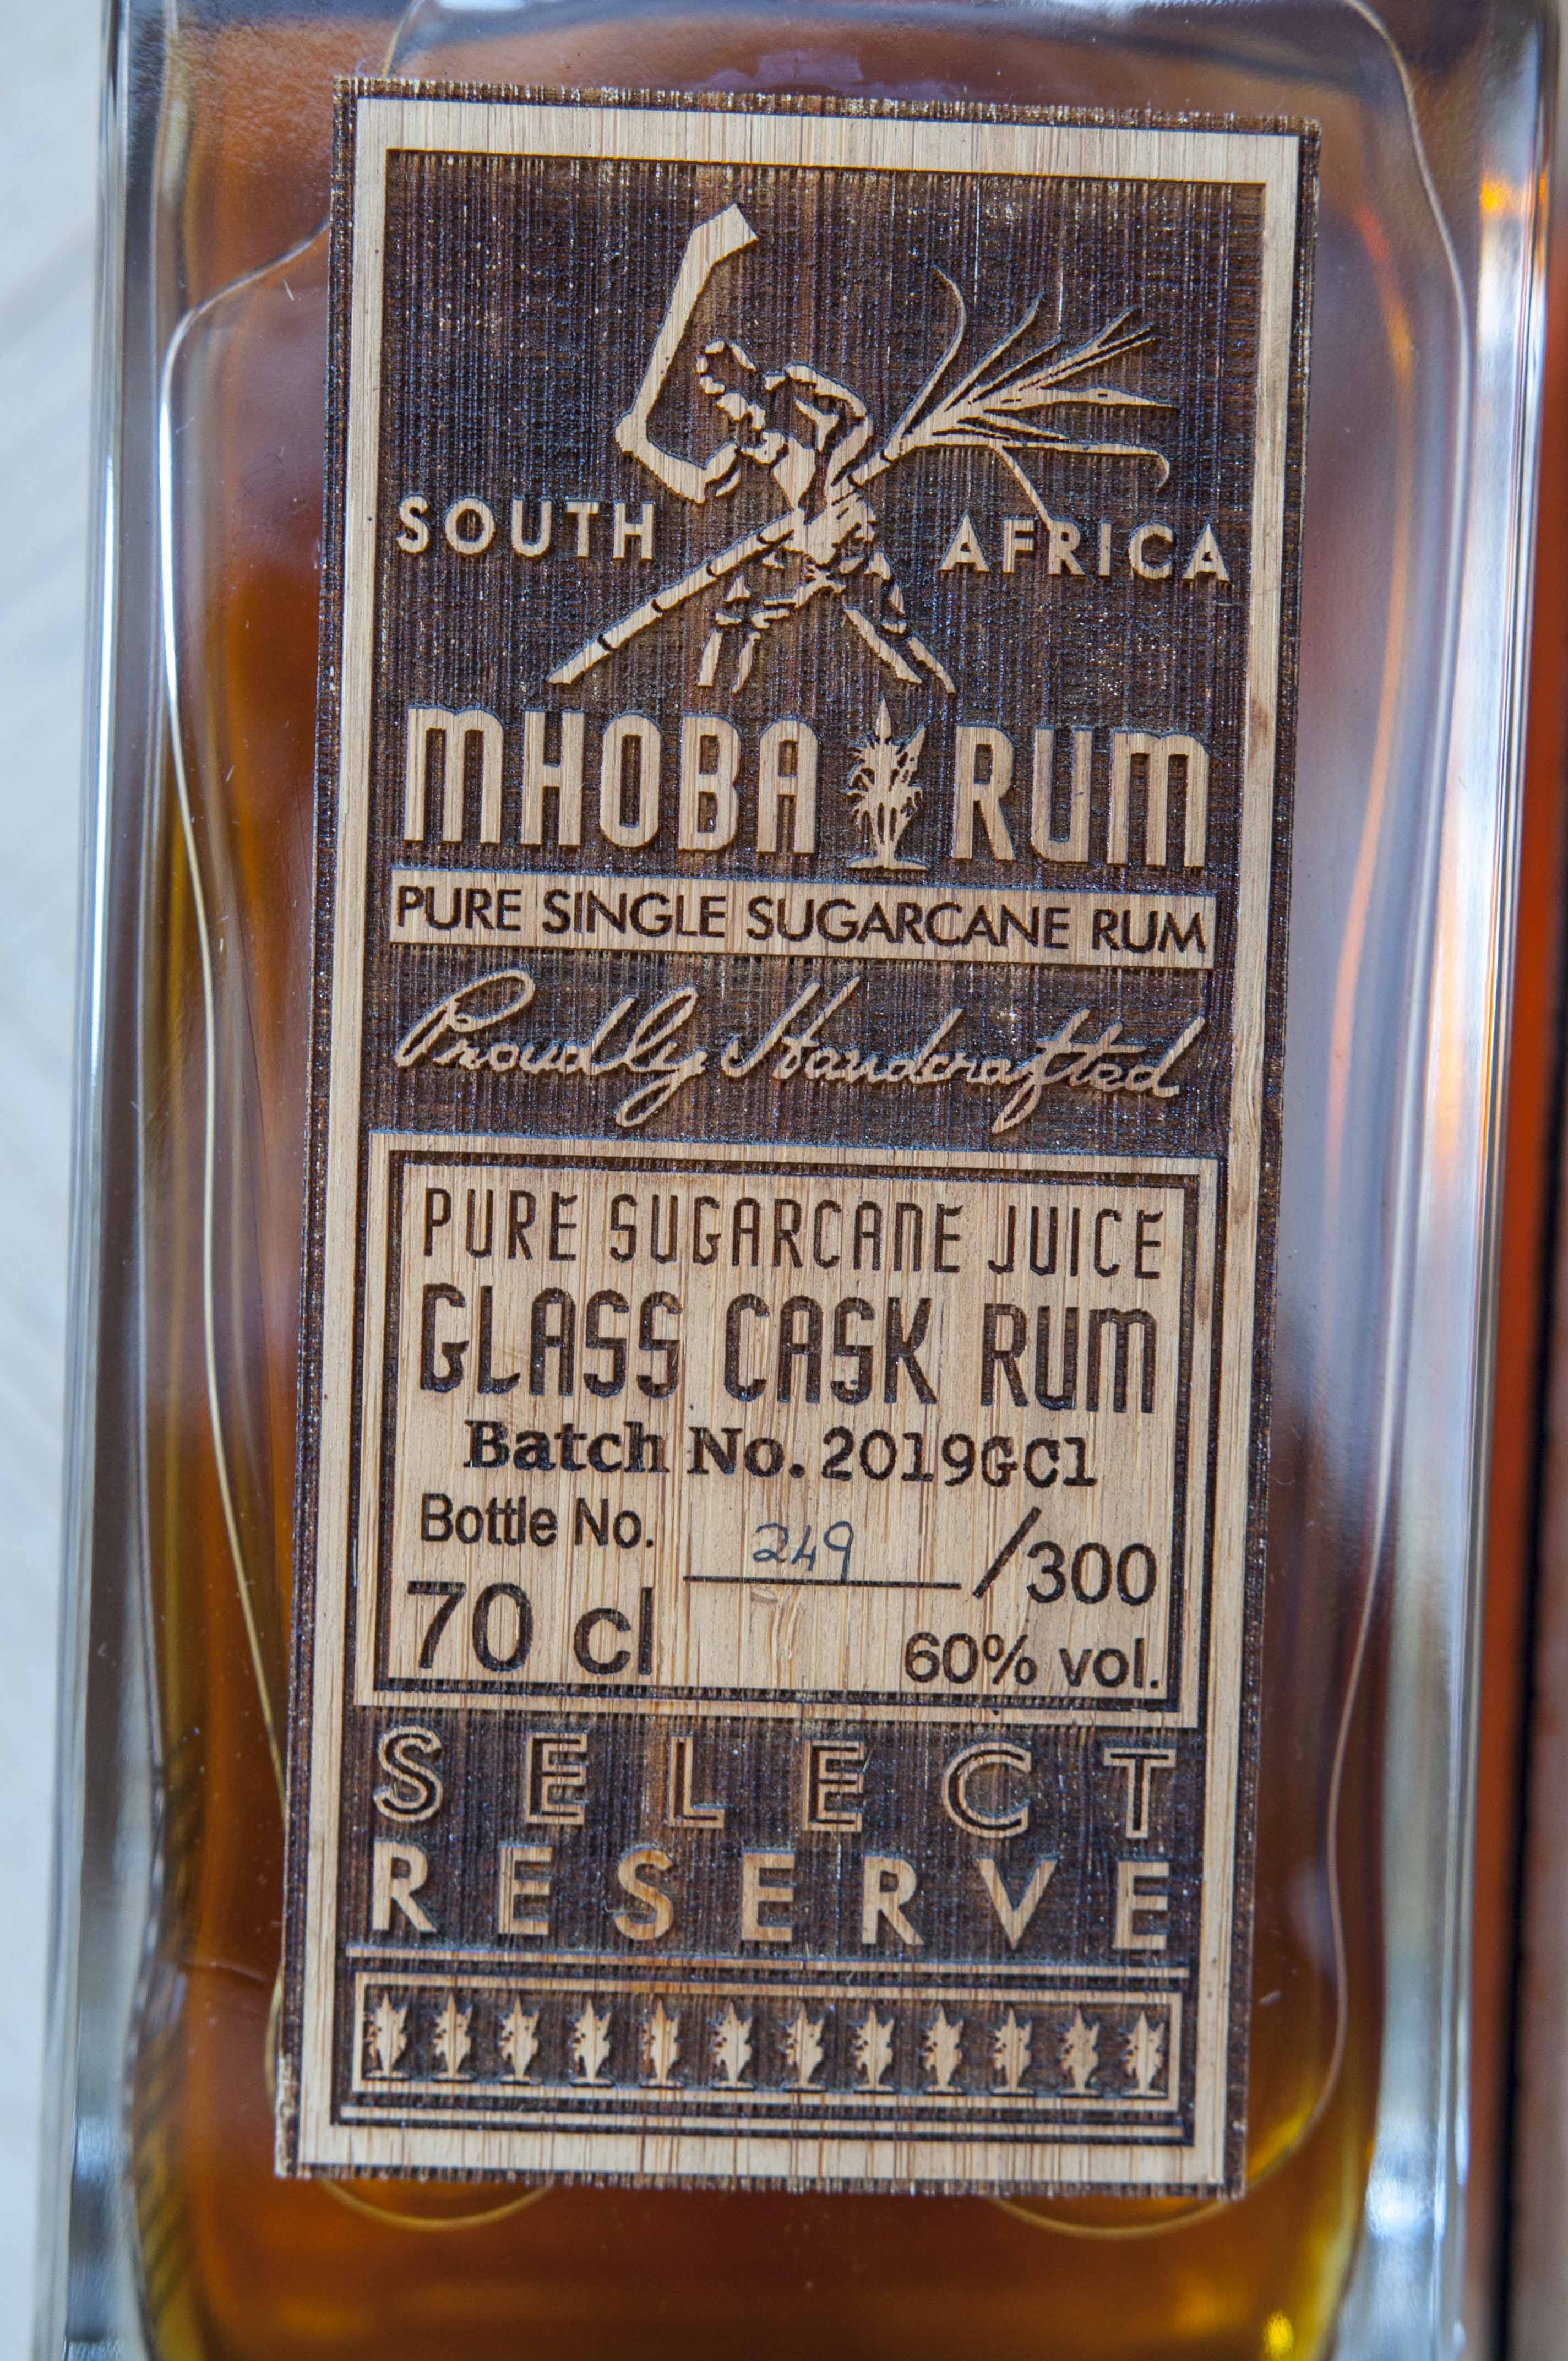 SOUTH AFRICA
MHOBA RUM
PURE SINGLE SUGARCANE RUM
Proudly Handcrafted
PURE SUGARCANE JUICE
GLASS CASK RUM
Batch No. 2019GC1
Bottle No. 249 /300
70 cl 60% vol.
SELECT
RESERVE